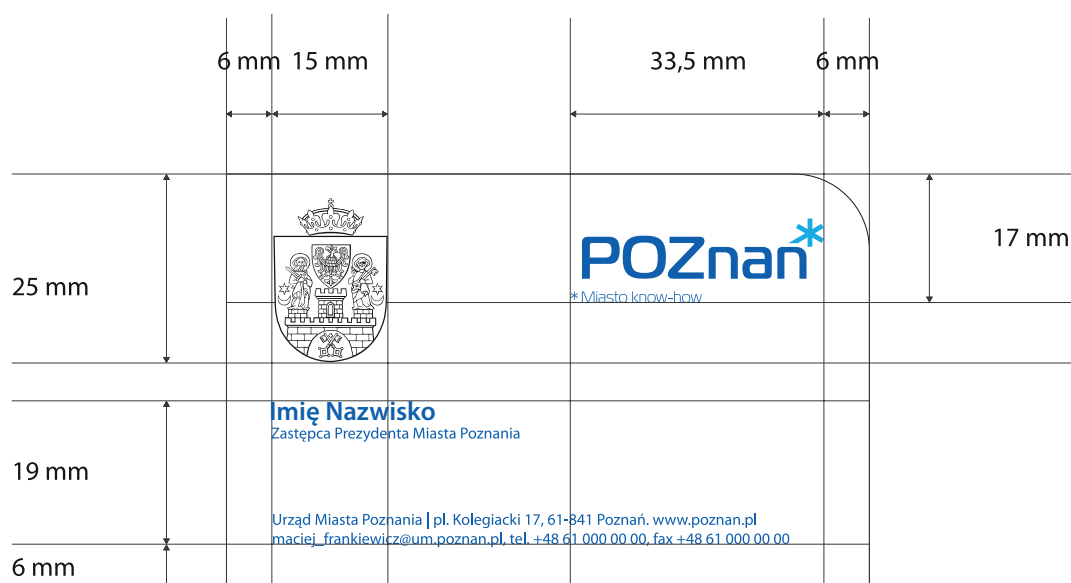 6 mm 15 mm 33,5 mm 6 mm
17 mm
25 mm
POZnan*
* Miasto know-how
Imię Nazwisko
Zastępca Prezydenta Miasta Poznania
19 mm
Urząd Miasta Poznania | pl. Kolegiacki 17, 61-841 Poznań. www.poznan.pl
maciej_frankiewicz@um.poznan.pl, tel. +48 61 000 00 00, fax +48 61 000 00 00
6 mm